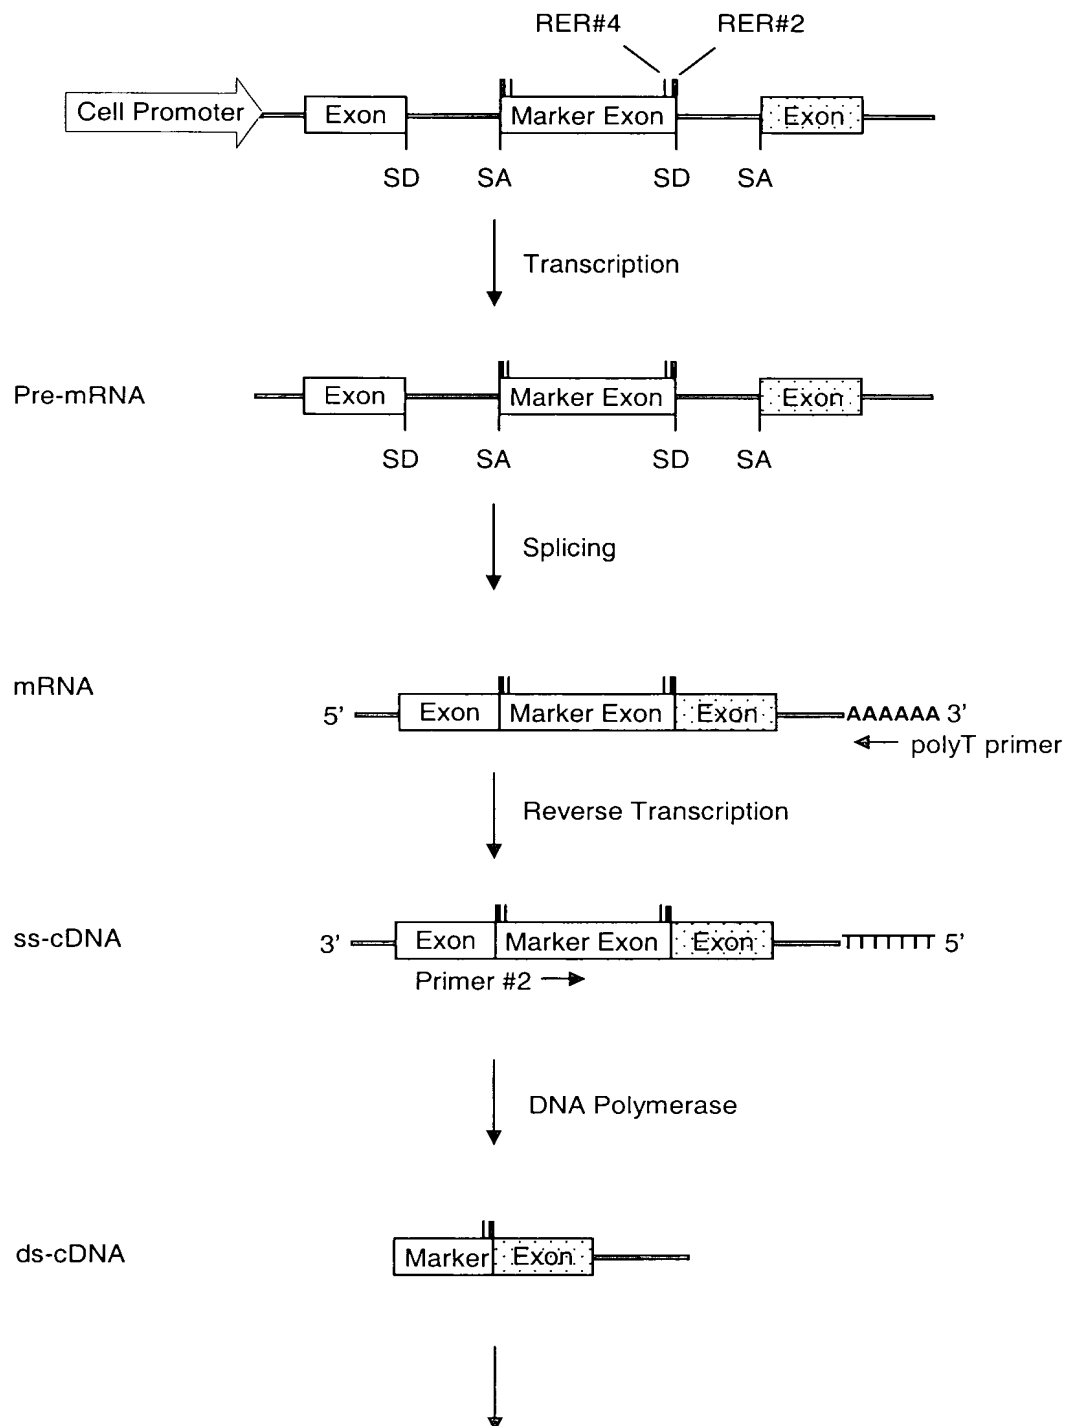 RER#4 RER#2
Cell Promoter Exon Marker Exon Exon
SD SA SD SA
Transcription
Pre-mRNA Exon Marker Exon Exon
SD SA SD SA
Splicing
mRNA
5' Exon Marker Exon Exon AAAAAA 3'
polyT primer
Reverse Transcription
ss-cDNA 3' Exon Marker Exon Exon TTTTTT 5'
Primer #2
DNA Polymerase
ds-cDNA Marker Exon